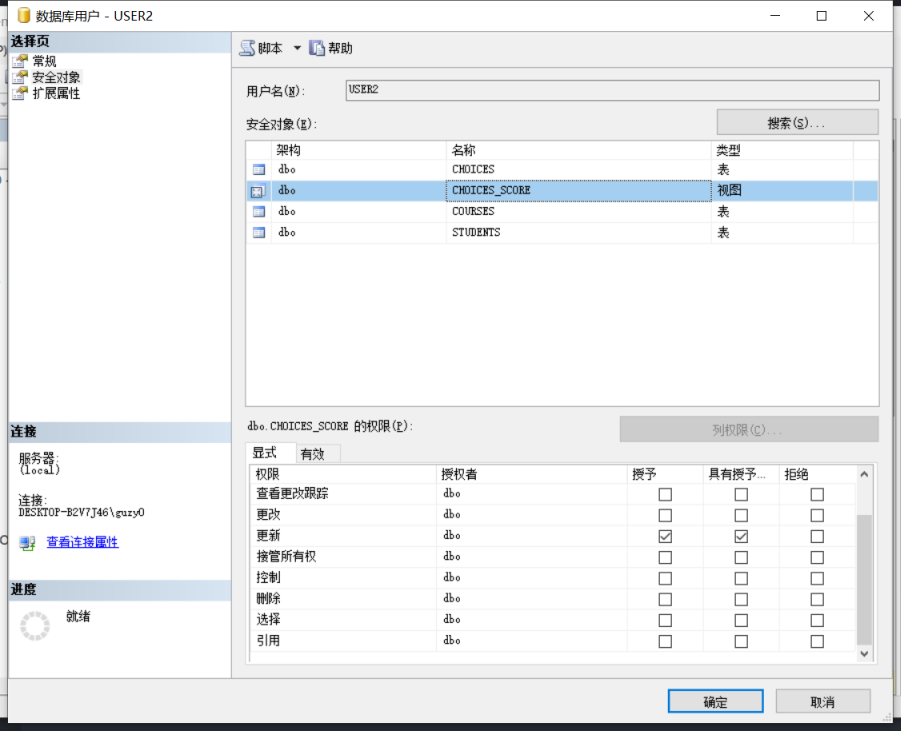 数据库用户 - USER2
选择页
常规
安全对象
扩展属性
脚本 帮助
用户名(N): USER2
安全对象(E): 搜索(S)...
架构 名称 类型
dbo CHOICES 表
dbo CHOICES_SCORE 视图
dbo COURSES 表
dbo STUDENTS 表
连接
服务器:
(local)
连接:
DESKTOP-B2V7J46\guzy0
查看连接属性
进度
就绪
dbo.CHOICES_SCORE 的权限(P): 列权限(C)...
显式 有效
权限 授权者 授予 具有授予... 拒绝
查看更改跟踪 dbo
更改 dbo
更新 dbo
接管所有权 dbo
控制 dbo
删除 dbo
选择 dbo
引用 dbo
确定 取消